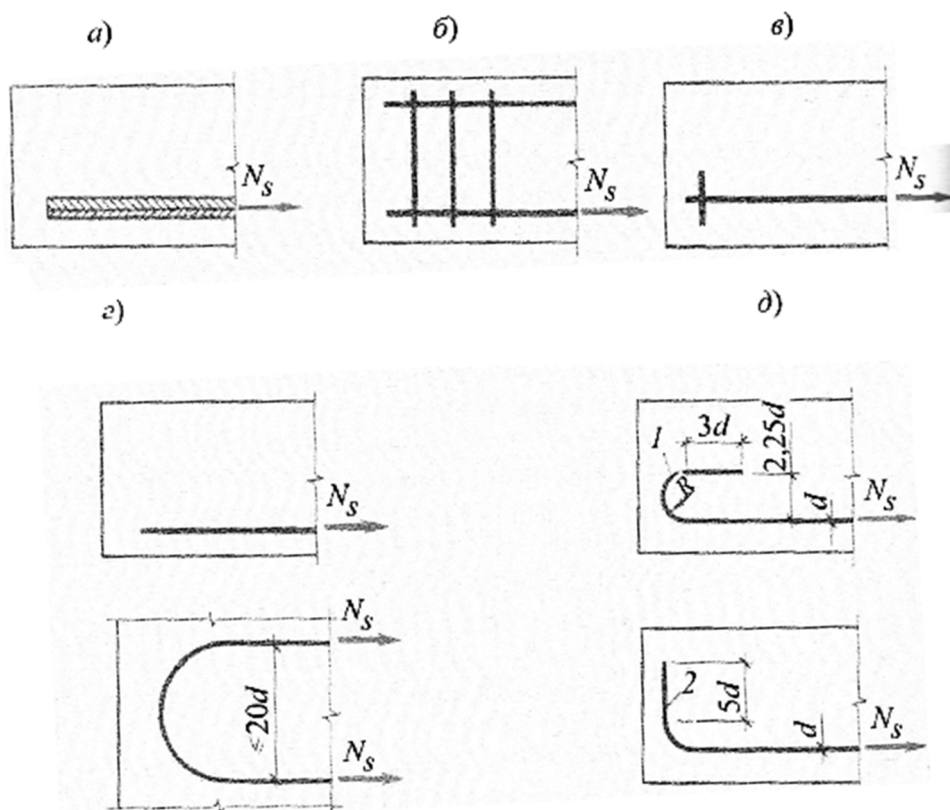 а) б) в)
N_s N_s N_s
г) д)
N_s
1 3d 2,25d
R d N_s
N_s
≤20d
N_s
2 5d
d N_s